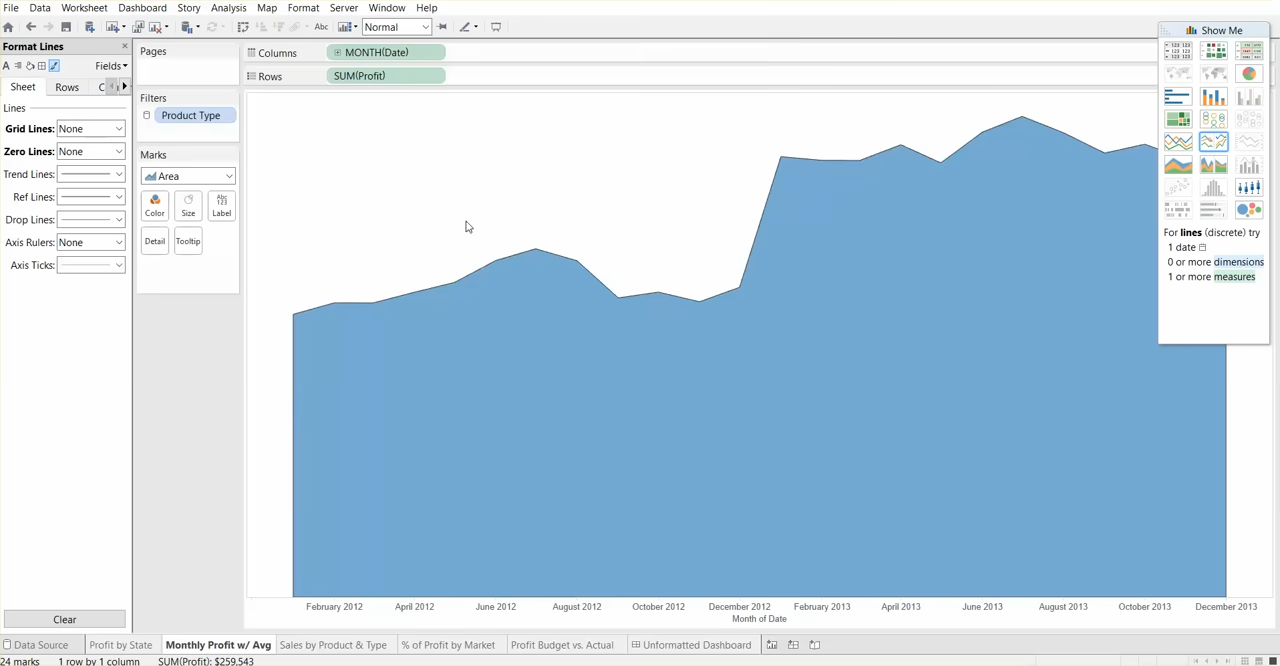 File Data Worksheet Dashboard Story Analysis Map Format Server Window Help
Abc Normal
Format Lines
Fields
Sheet Rows C
Lines
Grid Lines: None
Zero Lines: None
Trend Lines:
Ref Lines:
Drop Lines:
Axis Rulers: None
Axis Ticks:
Clear
Pages
Filters
Product Type
Marks
Area
Color Size Label
Detail Tooltip
Columns MONTH(Date)
Rows SUM(Profit)
February 2012 April 2012 June 2012 August 2012 October 2012 December 2012 February 2013 April 2013 June 2013 August 2013 October 2013 December 2013
Month of Date
Show Me
For lines (discrete) try
1 date
0 or more dimensions
1 or more measures
Data Source Profit by State Monthly Profit w/ Avg Sales by Product & Type % of Profit by Market Profit Budget vs. Actual Unformatted Dashboard
24 marks 1 row by 1 column SUM(Profit): $259,543